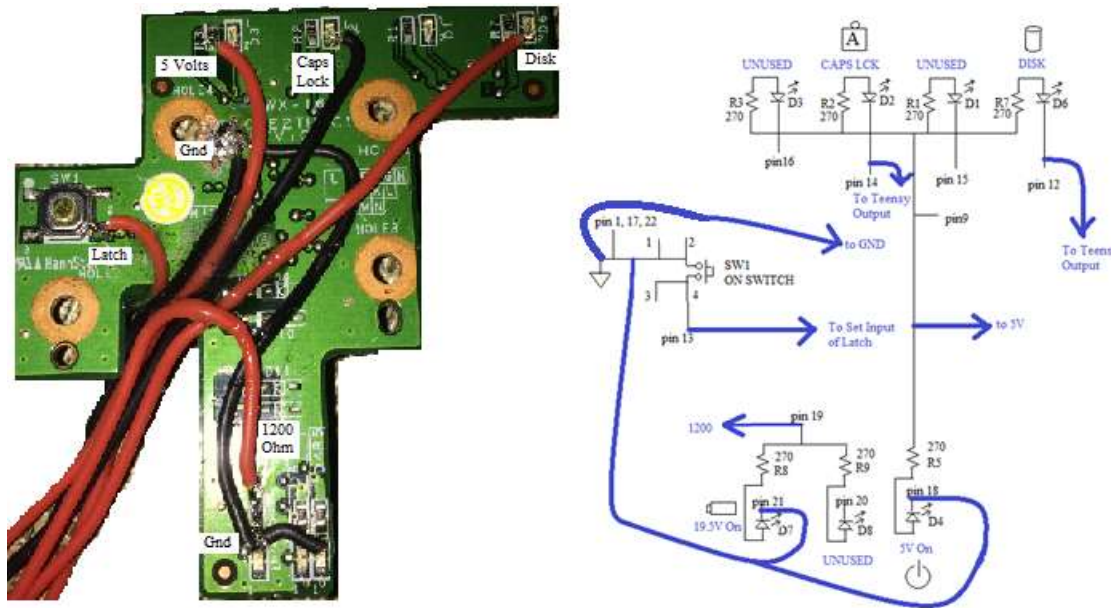 5 Volts
Caps
Lock
Disk
Gnd
SW1
Latch
1200
Ohm
Gnd
HOLE3
A
UNUSED
CAPS LCK
UNUSED
DISK
R3
270
D3
R2
270
D2
R1
270
D1
R7
270
D6
pin16
pin 14
pin 15
pin 12
To Teensy
Output
pin9
To Teens
Output
pin 1, 17, 22
1
2
to GND
SW1
ON SWITCH
3
4
pin 13
To Set Input
of Latch
to 5V
pin 19
1200
270
R8
270
R9
270
R5
pin 21
pin 20
pin 18
19.5V On
D7
D8
D4
UNUSED
5V On